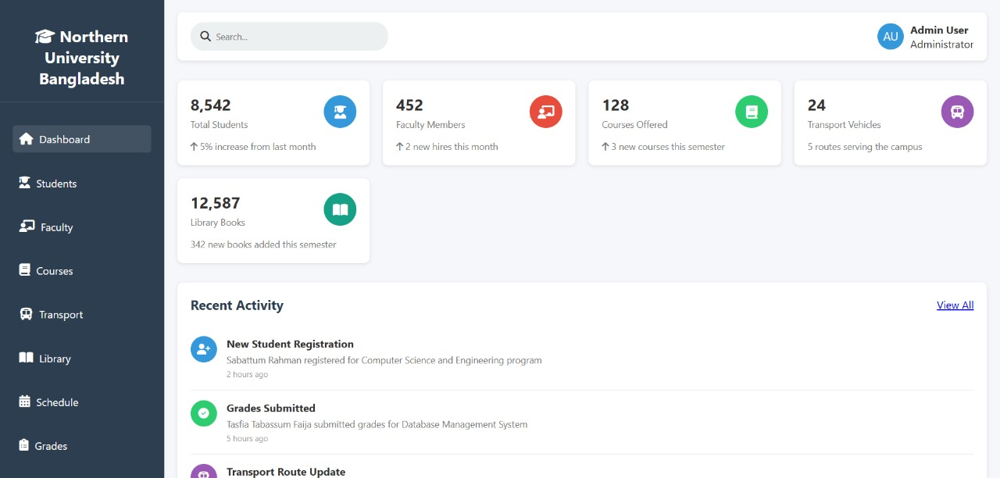 Northern
University
Bangladesh
Dashboard
Students
Faculty
Courses
Transport
Library
Schedule
Grades
Search...
AU
Admin User
Administrator
8,542
Total Students
5% increase from last month
452
Faculty Members
2 new hires this month
128
Courses Offered
3 new courses this semester
24
Transport Vehicles
5 routes serving the campus
12,587
Library Books
342 new books added this semester
Recent Activity
View All
New Student Registration
Sabattum Rahman registered for Computer Science and Engineering program
2 hours ago
Grades Submitted
Tasfia Tabassum Faija submitted grades for Database Management System
5 hours ago
Transport Route Update